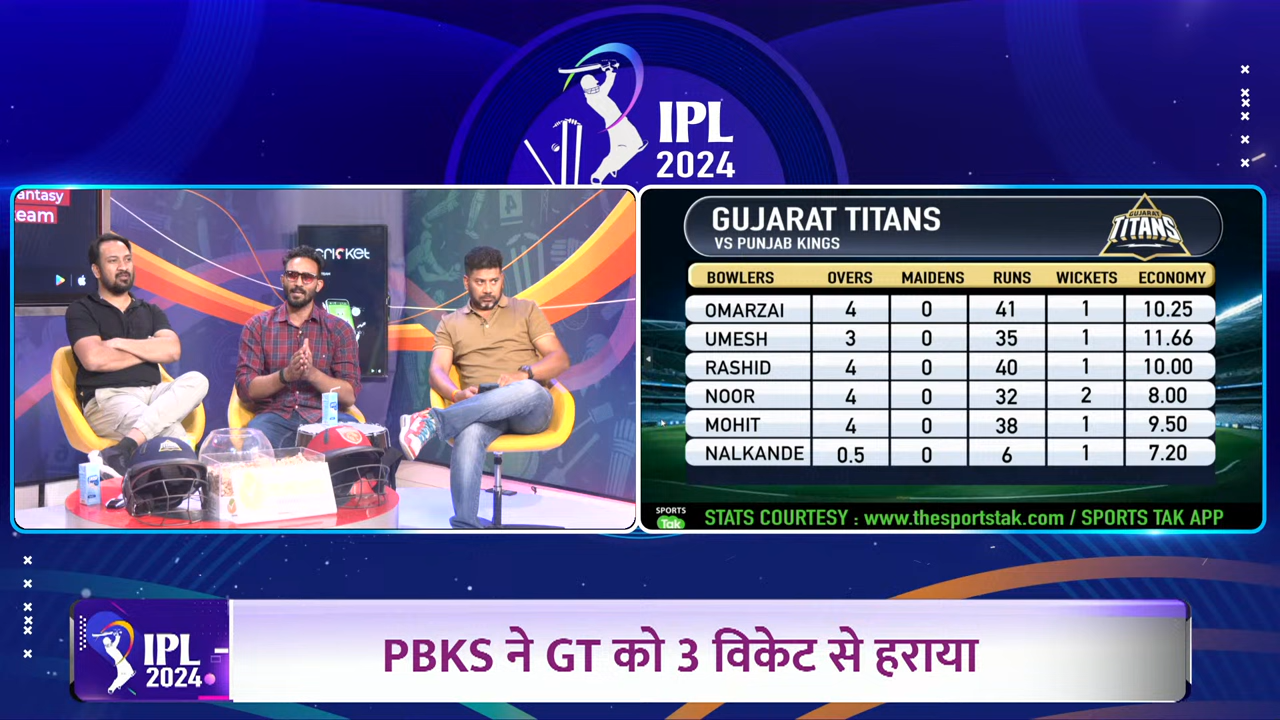 IPL
2024
antasy
team
cricket
GUJARAT TITANS
VS PUNJAB KINGS
GUJARAT
TITANS
BOWLERS OVERS MAIDENS RUNS WICKETS ECONOMY
OMARZAI 4 0 41 1 10.25
UMESH 3 0 35 1 11.66
RASHID 4 0 40 1 10.00
NOOR 4 0 32 2 8.00
MOHIT 4 0 38 1 9.50
NALKANDE 0.5 0 6 1 7.20
SPORTS
Tak
STATS COURTESY : www.thesportstak.com / SPORTS TAK APP
IPL
2024
PBKS ने GT को 3 विकेट से हराया